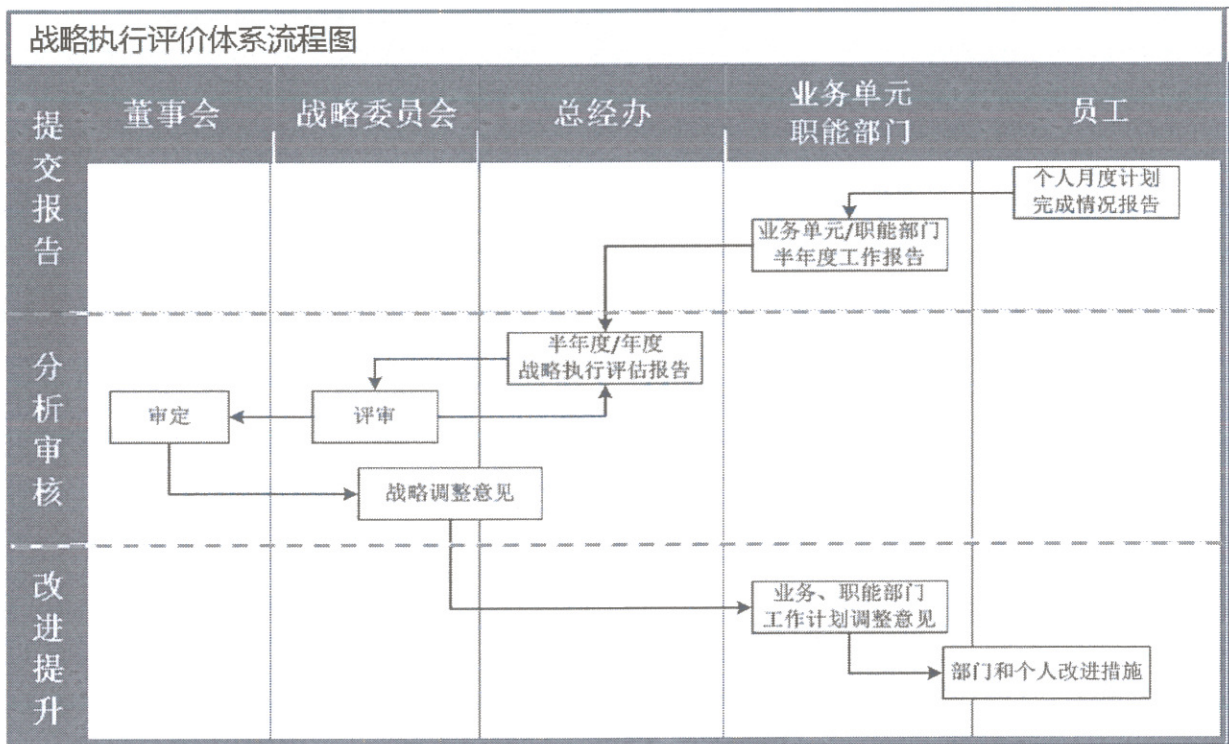 战略执行评价体系流程图
董事会
战略委员会
总经办
业务单元
职能部门
员工
提交报告
个人月度计划
完成情况报告
业务单元/职能部门
半年度工作报告
分析审核
半年度/年度
战略执行评估报告
审定
评审
战略调整意见
改进提升
业务、职能部门
工作计划调整意见
部门和个人改进措施